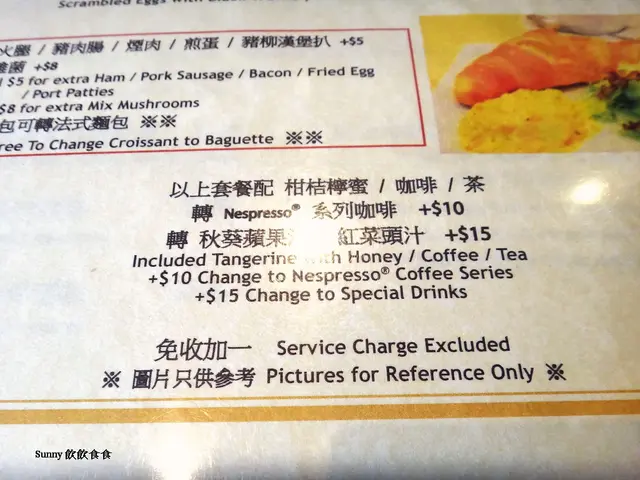 Scrambled Eggs with
火腿 / 豬肉腸 / 煙肉 / 煎蛋 / 豬柳漢堡扒 +$5
菌 +$8
$5 for extra Ham / Pork Sausage / Bacon / Fried Egg
/ Port Patties
$8 for extra Mix Mushrooms
包可轉法式麵包 ※※
ree To Change Croissant to Baguette ※※
以上套餐配 柑桔檸蜜 / 咖啡 / 茶
轉 Nespresso® 系列咖啡 +$10
轉 秋葵蘋果 紅菜頭汁 +$15
Included Tangerine with Honey / Coffee / Tea
+$10 Change to Nespresso® Coffee Series
+$15 Change to Special Drinks
免收加一 Service Charge Excluded
※ 圖片只供參考 Pictures for Reference Only ※
Sunny 飲飲食食